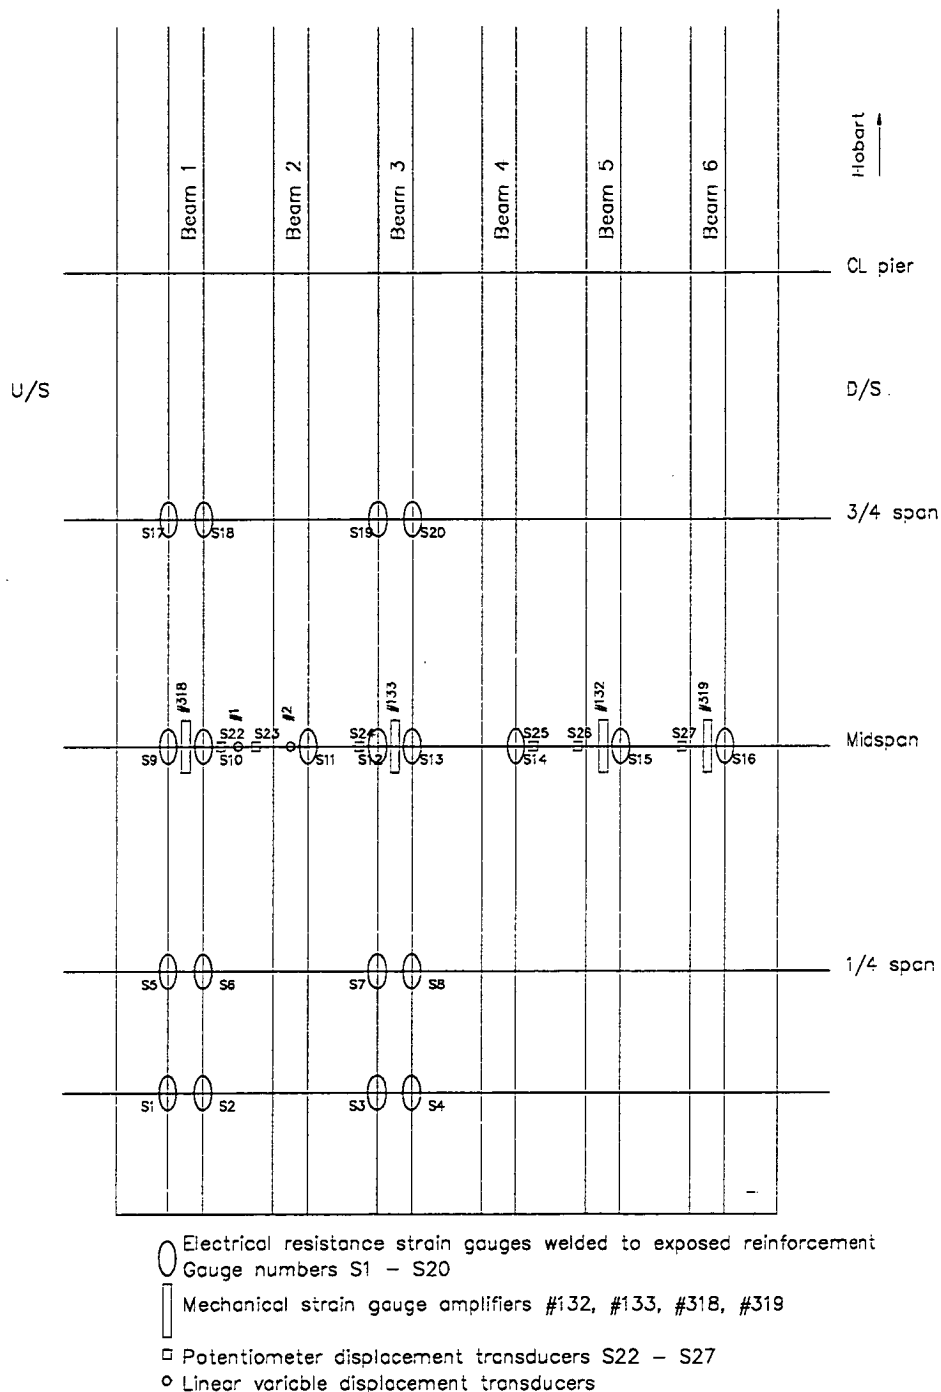 Beam 1
Beam 2
Beam 3
Beam 4
Beam 5
Beam 6
Hobart
CL pier
U/S
D/S
S17
S18
S19
S20
3/4 span
#318
#1
#2
#133
#132
#319
S22
S23
S24
S25
S26
S27
S9
S10
S11
S12
S13
S14
S15
S16
Midspan
S5
S6
S7
S8
1/4 span
S1
S2
S3
S4
Electrical resistance strain gauges welded to exposed reinforcement
Gauge numbers S1 - S20
Mechanical strain gauge amplifiers #132, #133, #318, #319
Potentiometer displacement transducers S22 - S27
Linear variable displacement transducers